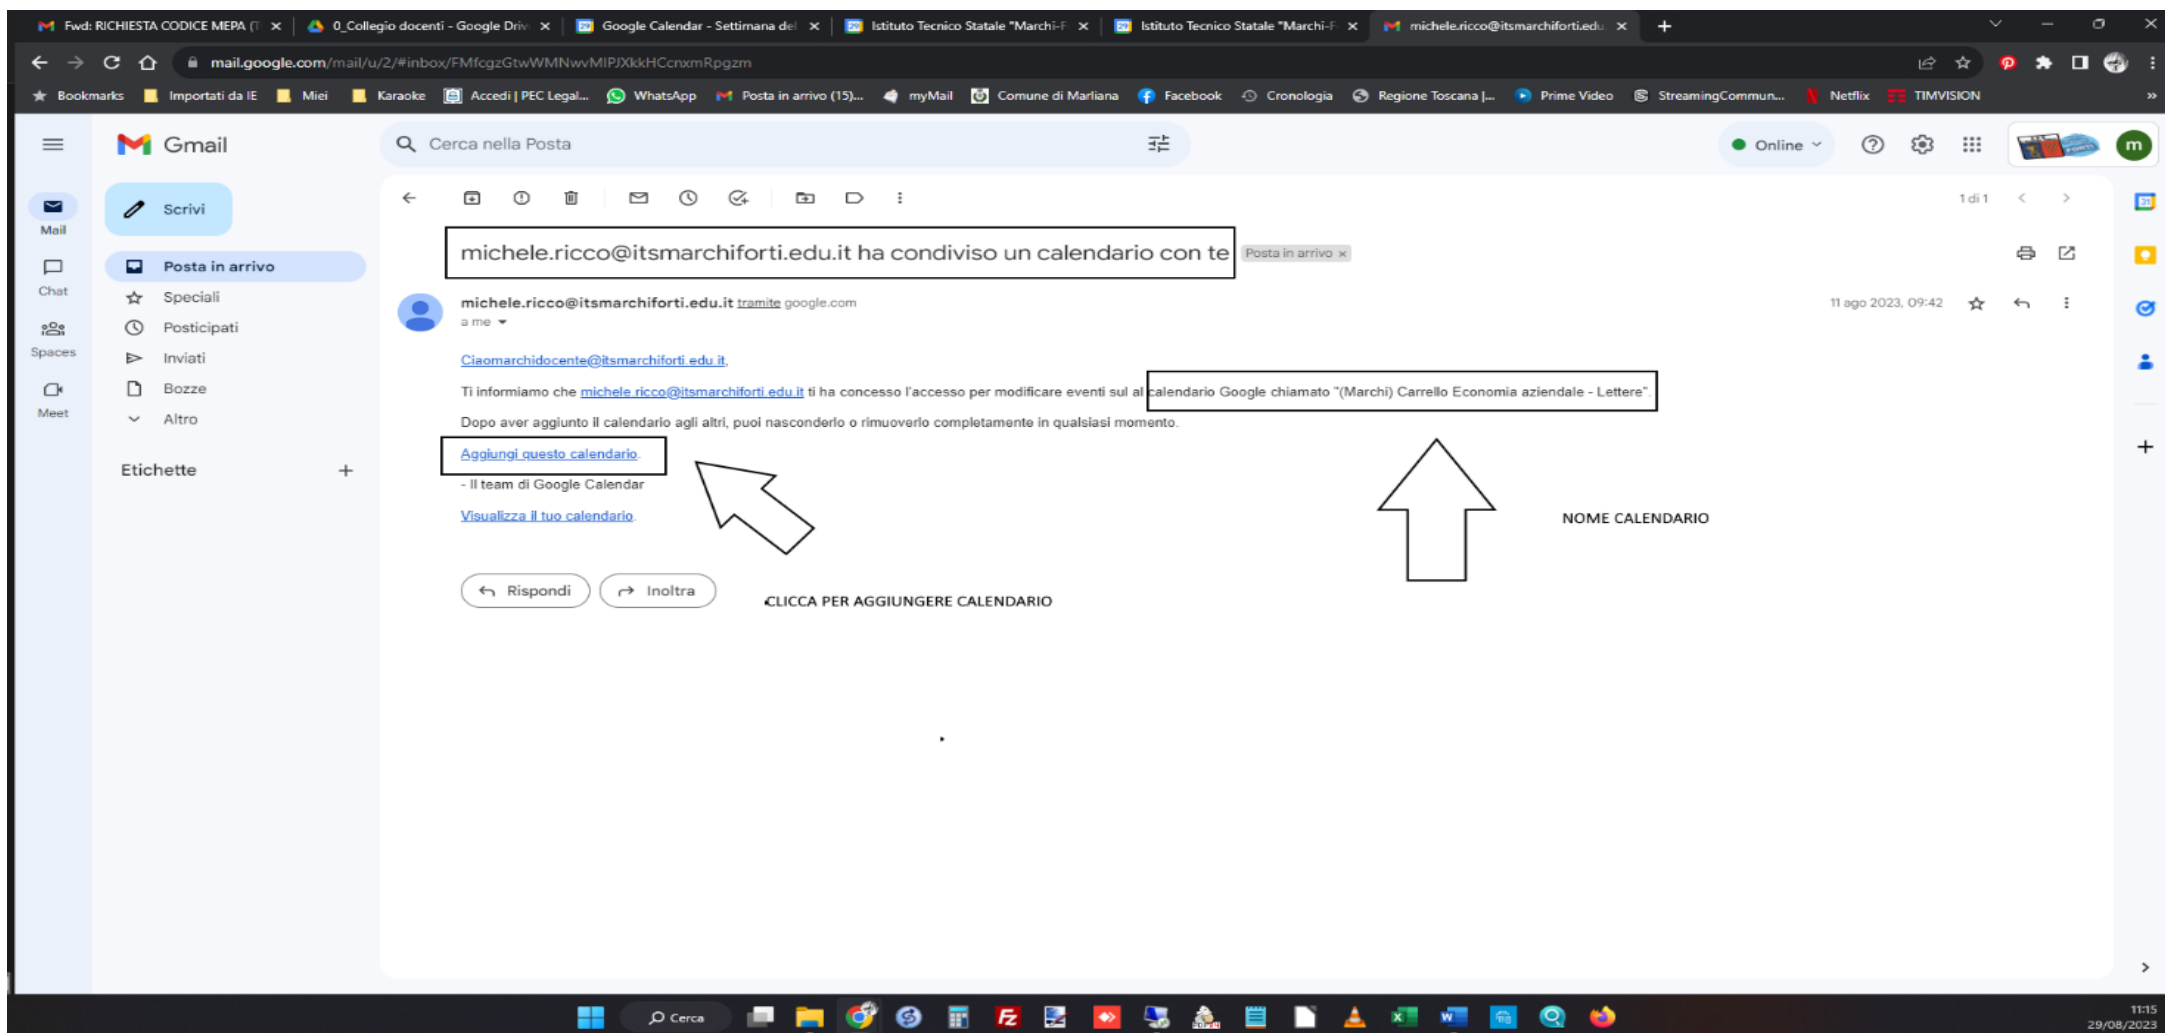 Fwd: RICHIESTA CODICE MEPA (T
0_Collegio docenti - Google Driv
Google Calendar - Settimana del
Istituto Tecnico Statale "Marchi-F
Istituto Tecnico Statale "Marchi-F
michele.ricco@itsmarchiforti.edu
mail.google.com/mail/u/2/#inbox/FMfcgzGtwWMNwvMlPJXkkHCcnxmRpgzm
Bookmarks Importati da IE Miei Karaoke Accedi | PEC Legal... WhatsApp Posta in arrivo (15)... myMail Comune di Marliana Facebook Cronologia Regione Toscana |... Prime Video StreamingCommun... Netflix TIMVISION »
Gmail
Cerca nella Posta
Online
m
Mail
Chat
Spaces
Meet
Scrivi
Posta in arrivo
Speciali
Posticipati
Inviati
Bozze
Altro
Etichette +
1 di 1
michele.ricco@itsmarchiforti.edu.it ha condiviso un calendario con te Posta in arrivo x
michele.ricco@itsmarchiforti.edu.it tramite google.com
11 ago 2023, 09:42
a me
Ciaomarchidocente@itsmarchiforti.edu.it,
Ti informiamo che michele.ricco@itsmarchiforti.edu.it ti ha concesso l'accesso per modificare eventi sul al calendario Google chiamato "(Marchi) Carrello Economia aziendale - Lettere".
Dopo aver aggiunto il calendario agli altri, puoi nasconderlo o rimuoverlo completamente in qualsiasi momento.
Aggiungi questo calendario.
- Il team di Google Calendar
Visualizza il tuo calendario.
NOME CALENDARIO
Rispondi
Inoltra
CLICCA PER AGGIUNGERE CALENDARIO
Cerca
11:15
29/08/2023